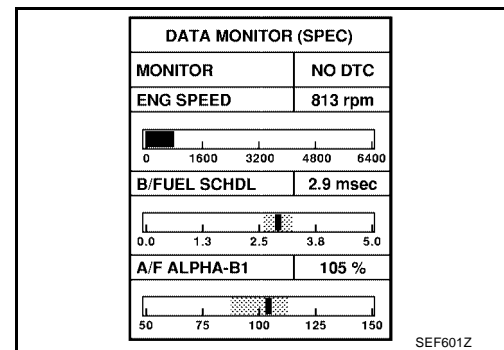 DATA MONITOR (SPEC)
MONITOR NO DTC
ENG SPEED 813 rpm
0 1600 3200 4800 6400
B/FUEL SCHDL 2.9 msec
0.0 1.3 2.5 3.8 5.0
A/F ALPHA-B1 105 %
50 75 100 125 150
SEF601Z